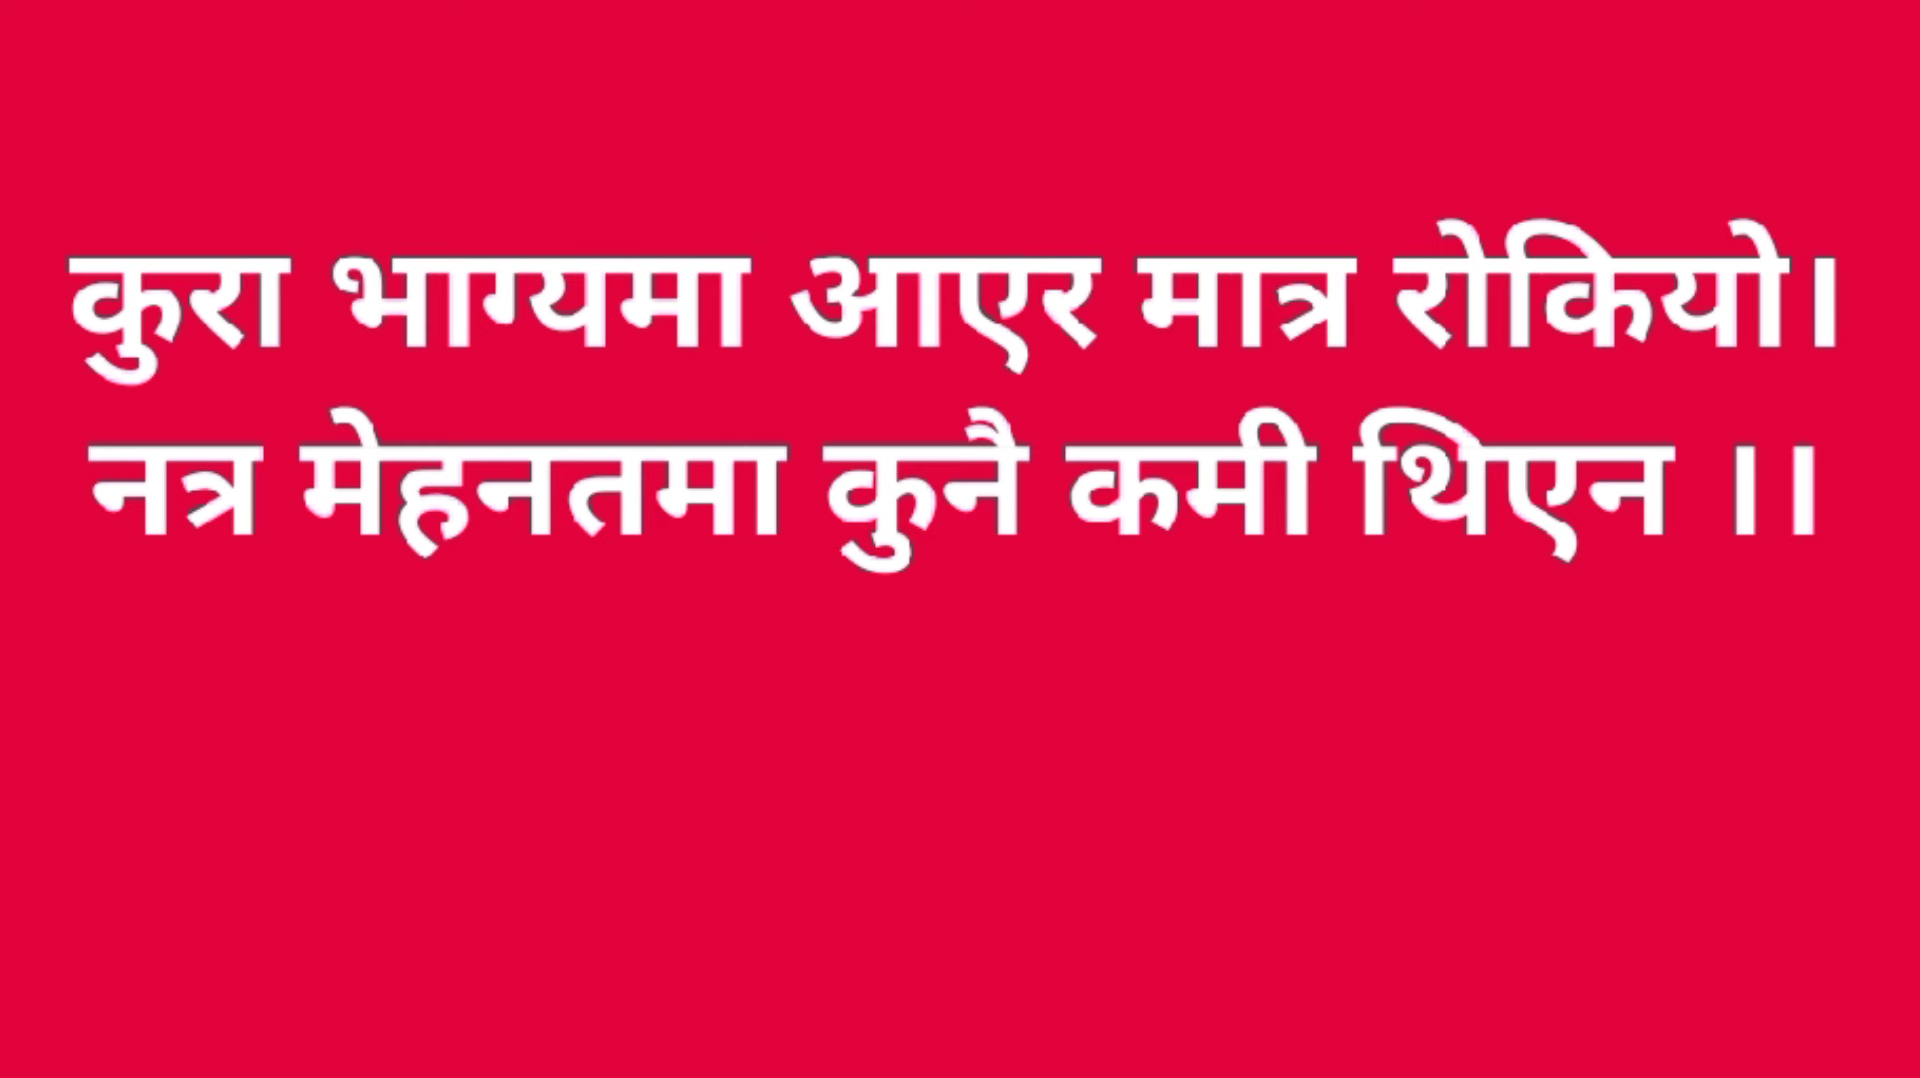 कुरा भाग्यमा आएर मात्र रोकियो।
नत्र मेहनतमा कुनै कमी थिएन ।।